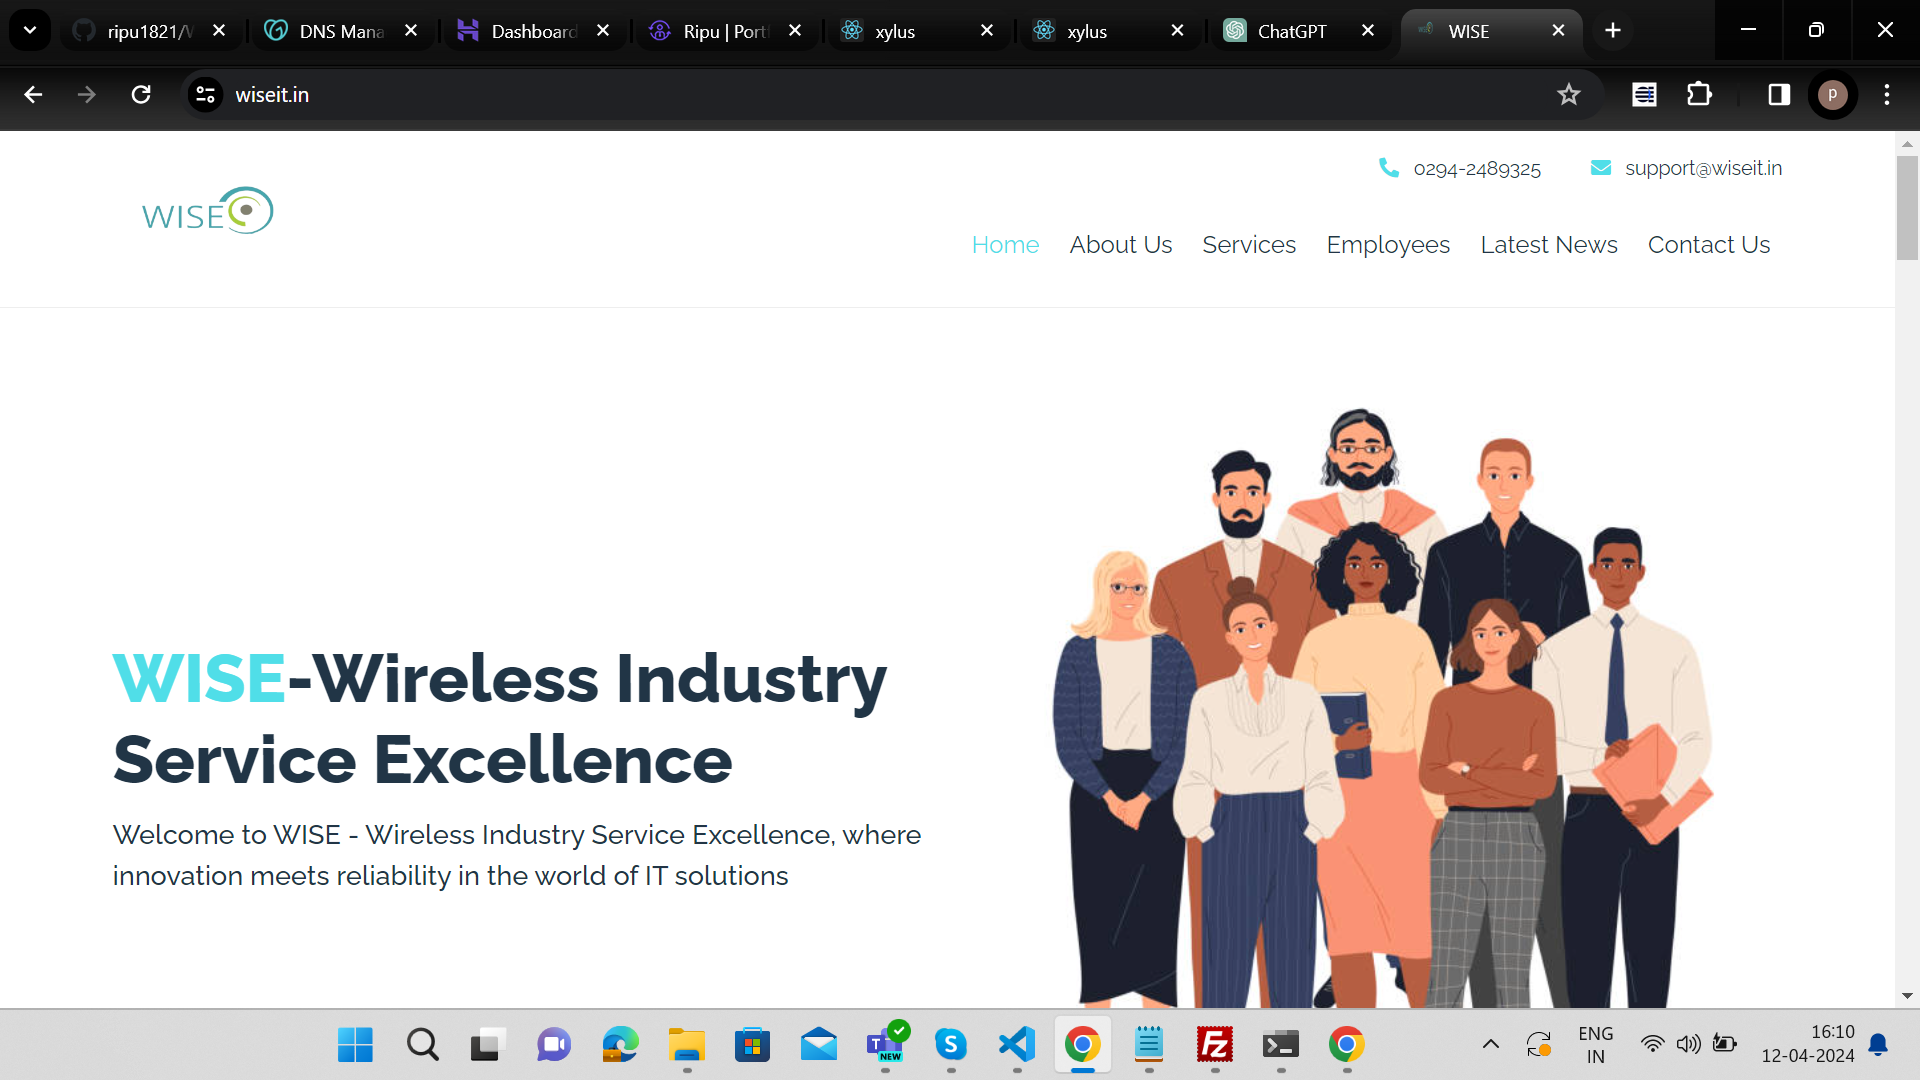 ripu1821/W
DNS Mana
Dashboard
Ripu | Portf
xylus
xylus
ChatGPT
WISE
wiseit.in
P
0294-2489325
support@wiseit.in
WISE
Home
About Us
Services
Employees
Latest News
Contact Us
WISE-Wireless Industry
Service Excellence
Welcome to WISE - Wireless Industry Service Excellence, where
innovation meets reliability in the world of IT solutions
T
NEW
S
FZ
ENG
IN
16:10
12-04-2024